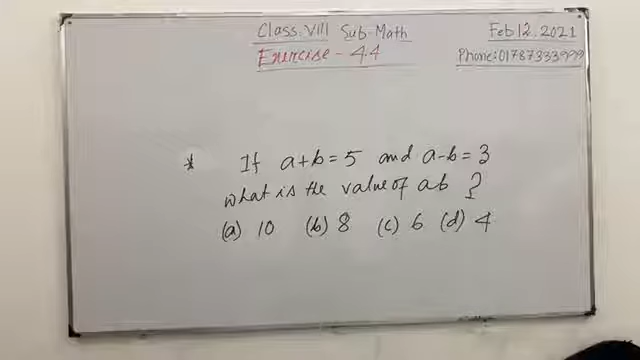 Class.VIII Sub-Math
Feb 12.2021
Exercise - 4.4
Phone:01787333999
* If a+b=5 and a-b=3
what is the value of ab ?
(a) 10 (b) 8 (c) 6 (d) 4